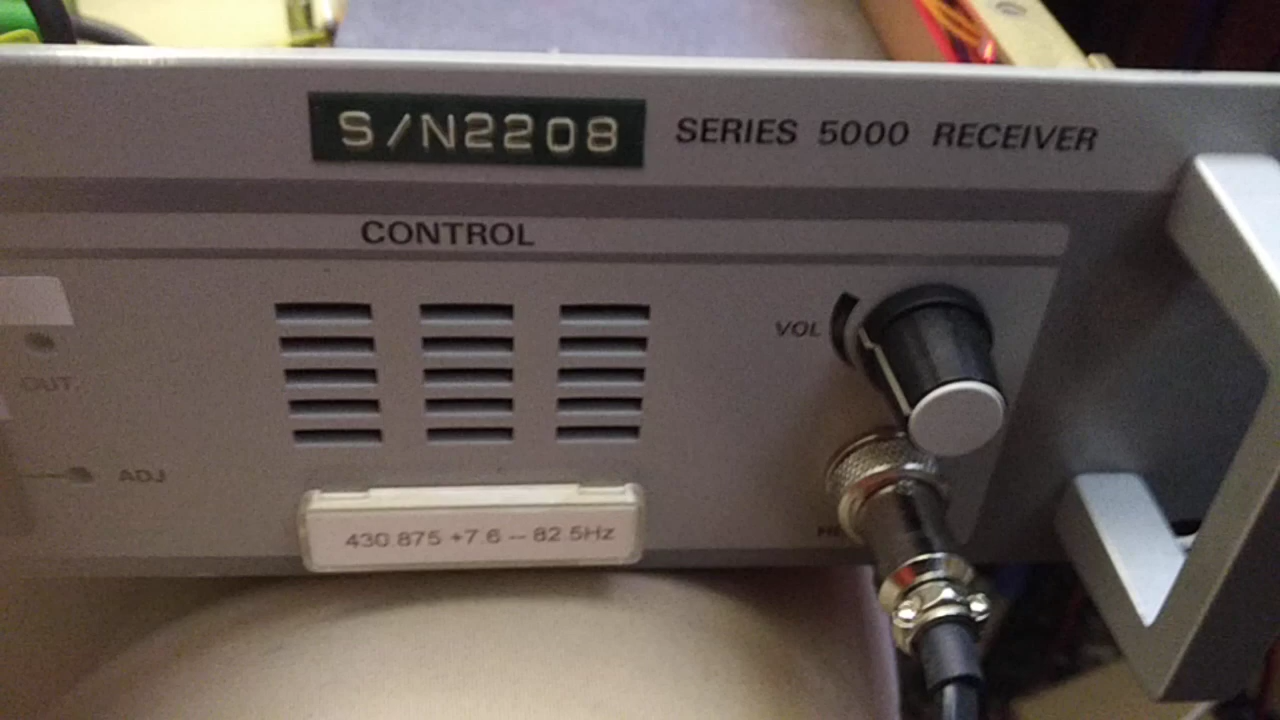 S/N2208
SERIES 5000 RECEIVER
CONTROL
VOL
OUT
ADJ
430.875 +7.6 -- 82.5Hz